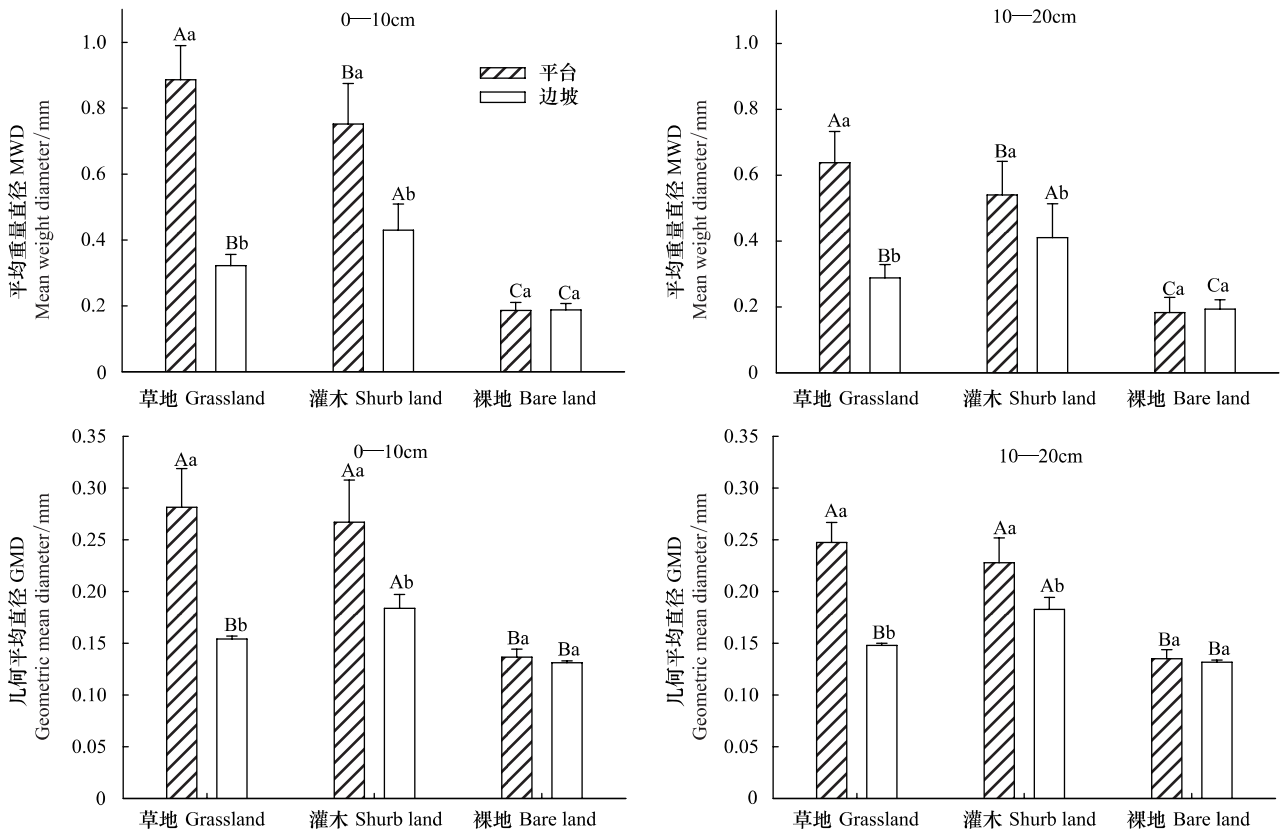 0—10cm
平均重量直径 MWD
Mean weight diameter/mm
1.0
0.8
0.6
0.4
0.2
0
Aa
Bb
Ba
Ab
Ca
Ca
平台
边坡
草地 Grassland
灌木 Shurb land
裸地 Bare land
10—20cm
平均重量直径 MWD
Mean weight diameter/mm
1.0
0.8
0.6
0.4
0.2
0
Aa
Bb
Ba
Ab
Ca
Ca
草地 Grassland
灌木 Shurb land
裸地 Bare land
0—10cm
几何平均直径 GMD
Geometric mean diameter/mm
0.35
0.30
0.25
0.20
0.15
0.10
0.05
0
Aa
Bb
Aa
Ab
Ba
Ba
草地 Grassland
灌木 Shurb land
裸地 Bare land
10—20cm
几何平均直径 GMD
Geometric mean diameter/mm
0.35
0.30
0.25
0.20
0.15
0.10
0.05
0
Aa
Bb
Aa
Ab
Ba
Ba
草地 Grassland
灌木 Shurb land
裸地 Bare land